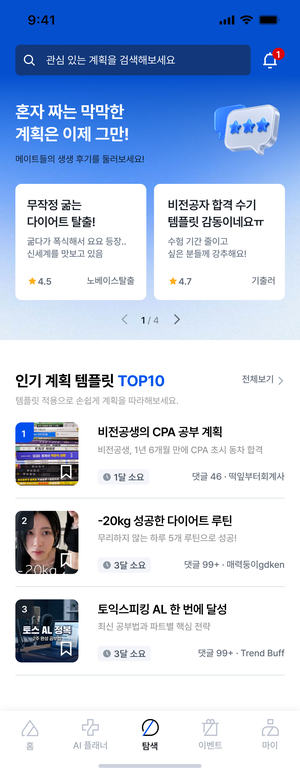 9:41
관심 있는 계획을 검색해보세요
1
혼자 짜는 막막한
계획은 이제 그만!
메이트들의 생생 후기를 둘러보세요!
무작정 굶는
다이어트 탈출!
굶다가 폭식해서 요요 등장..
신세계를 맛보고 있음
4.5
노베이스탈출
비전공자 합격 수기
템플릿 감동이네요ㅠ
수험 기간 줄이고
싶은 분들께 강추해요!
4.7
기출러
1 / 4
인기 계획 템플릿 TOP10
전체보기
템플릿 적용으로 손쉽게 계획을 따라해보세요.
1
비전공생의 CPA 공부 계획
비전공생, 1년 6개월 만에 CPA 초시 동차 합격
1달 소요
댓글 46 · 떡잎부터회계사
2
-20kg
-20kg 성공한 다이어트 루틴
무리하지 않는 하루 5개 루틴으로 성공!
3달 소요
댓글 99+ · 매력둥이gdken
3
토스 AL 정복
토익스피킹 AL 한 번에 달성
최신 공부법과 파트별 핵심 전략
3달 소요
댓글 99+ · Trend Buff
홈
AI 플래너
탐색
이벤트
마이